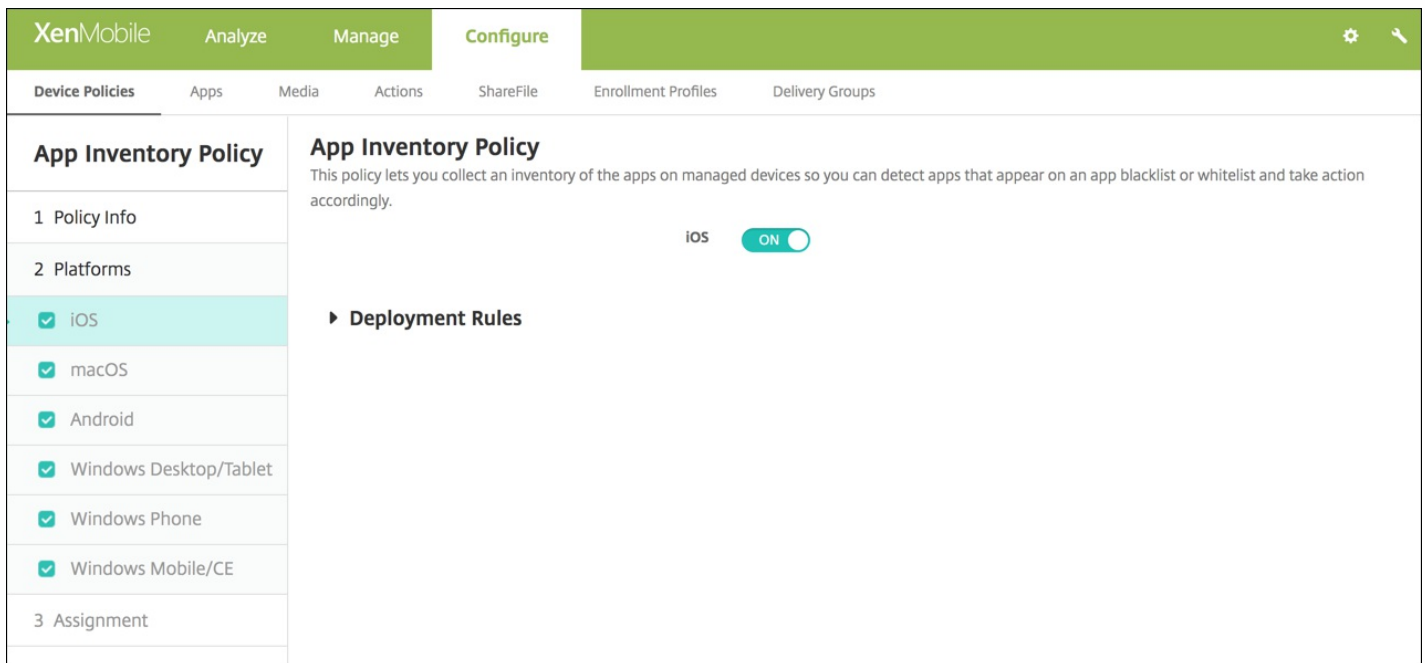 XenMobile Analyze Manage Configure
Device Policies Apps Media Actions ShareFile Enrollment Profiles Delivery Groups
App Inventory Policy
1 Policy Info
2 Platforms
iOS
macOS
Android
Windows Desktop/Tablet
Windows Phone
Windows Mobile/CE
3 Assignment
App Inventory Policy
This policy lets you collect an inventory of the apps on managed devices so you can detect apps that appear on an app blacklist or whitelist and take action
accordingly.
iOS ON
Deployment Rules